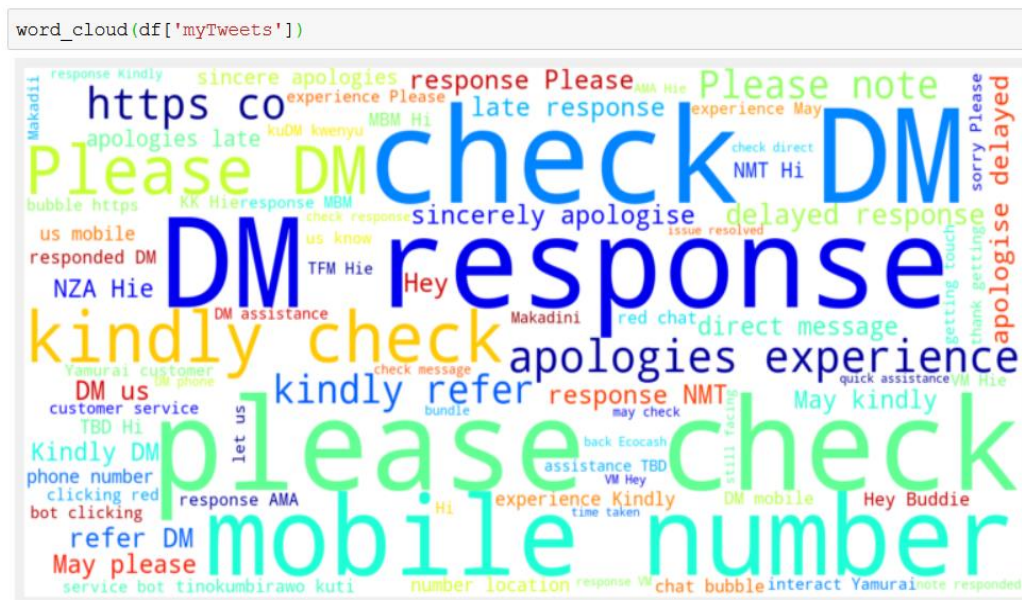 word_cloud(df['myTweets'])
response Kindly
sincere apologies
response Please
AMA Hie
Please note
Makadii
https co
experience Please
late response
experience May
apologise delayed
sorry Please
MBM Hi
apologies late
kuDM kwenyu
check DM
check direct
NMT Hi
Please DM
bubble https
KK Hie
response MBM
check response
sincerely apologise
delayed response
issue resolved
us mobile
us know
responded DM
DM response
TFM Hie
Hey
NZA Hie
getting touch
thank getting
DM assistance
Makadini
red chat
direct message
kindly check
apologies experience
Yamurai customer
check message
quick assistance
VM Hie
DM phone
DM us
kindly refer
response NMT
May kindly
customer service
bundle
may check
TBD Hi
let us
please check
still facing
back Ecocash
Kindly DM
assistance TBD
phone number
VM Hey
clicking red
response AMA
experience Kindly
DM mobile
Hey Buddie
bot clicking
Hi
time taken
refer DM
mobile number
May please
service bot
tinokumbirawo kuti
number location
response VM
chat bubble
interact Yamurai
note responded